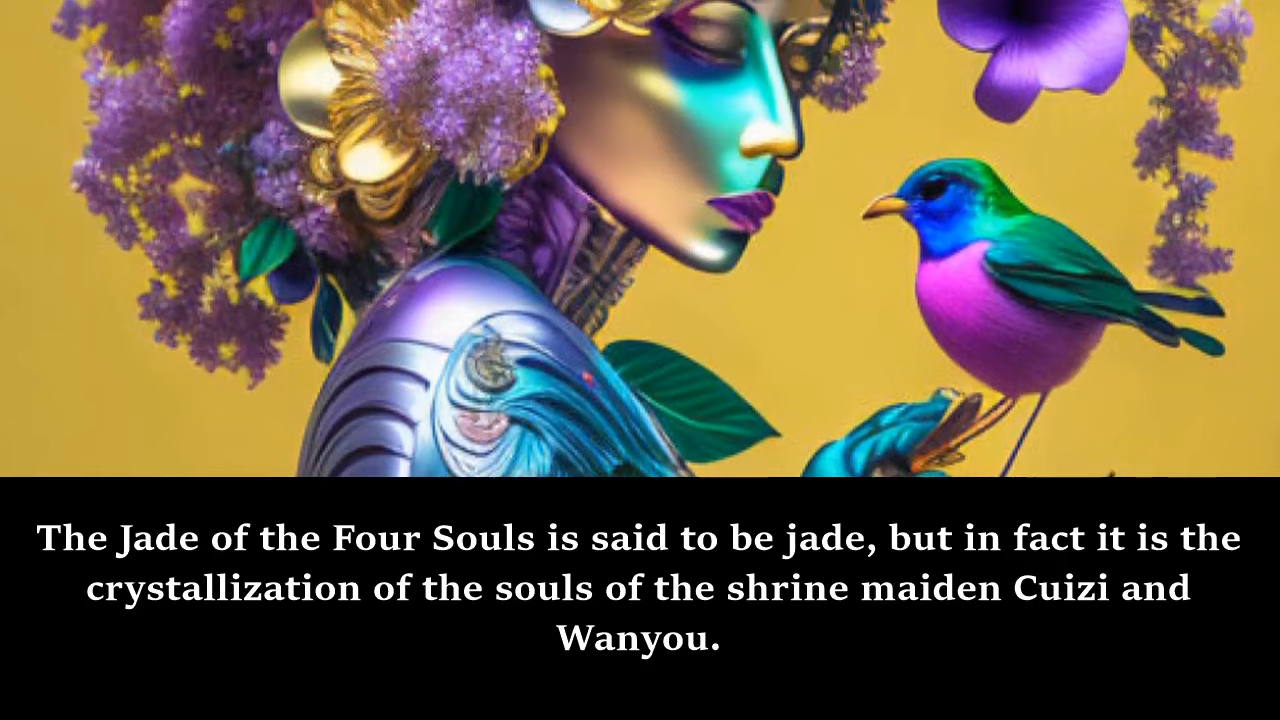 The Jade of the Four Souls is said to be jade, but in fact it is the
crystallization of the souls of the shrine maiden Cuizi and
Wanyou.